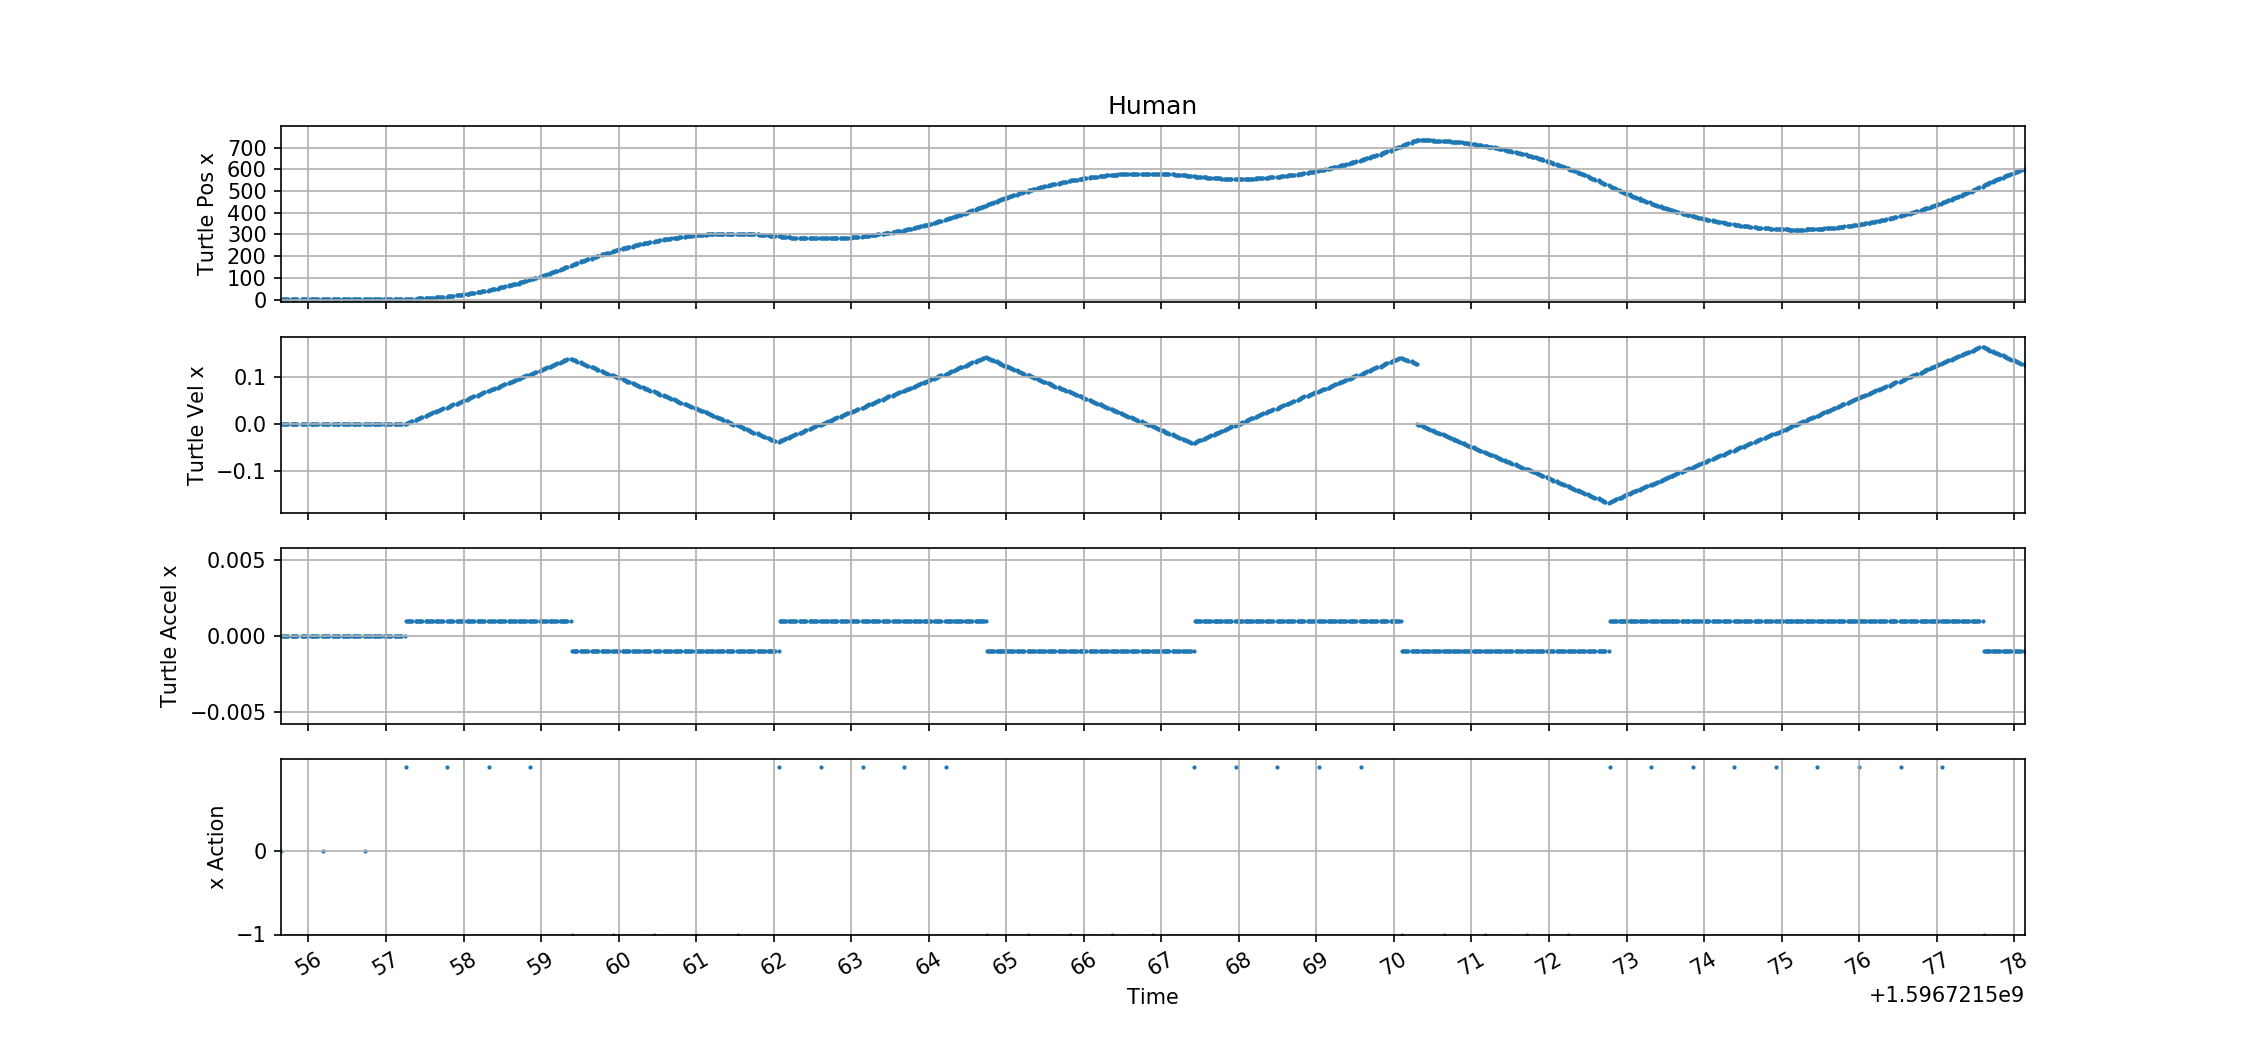 Human
Turtle Pos x
700
600
500
400
300
200
100
0
Turtle Vel x
0.1
0.0
−0.1
Turtle Accel x
0.005
0.000
−0.005
x Action
0
−1
56 57 58 59 60 61 62 63 64 65 66 67 68 69 70 71 72 73 74 75 76 77 78
Time
+1.5967215e9